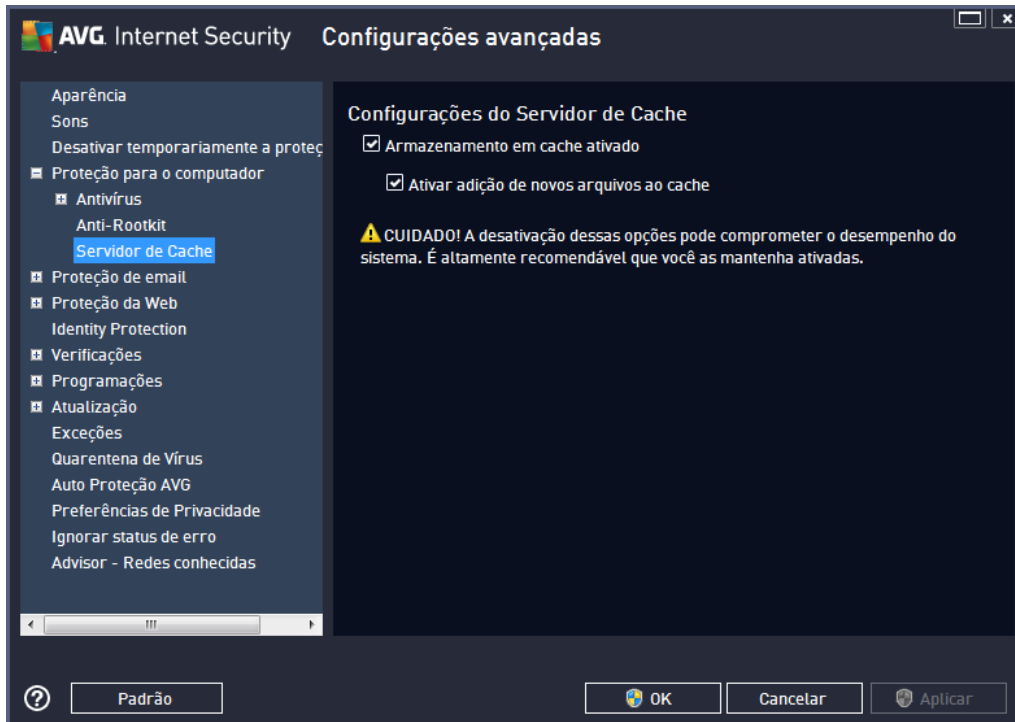 AVG. Internet Security Configurações avançadas
Aparência
Sons
Desativar temporariamente a proteç
Proteção para o computador
Antivírus
Anti-Rootkit
Servidor de Cache
Proteção de email
Proteção da Web
Identity Protection
Verificações
Programações
Atualização
Exceções
Quarentena de Vírus
Auto Proteção AVG
Preferências de Privacidade
Ignorar status de erro
Advisor - Redes conhecidas
Configurações do Servidor de Cache
Armazenamento em cache ativado
Ativar adição de novos arquivos ao cache
CUIDADO! A desativação dessas opções pode comprometer o desempenho do
sistema. É altamente recomendável que você as mantenha ativadas.
Padrão
OK
Cancelar
Aplicar